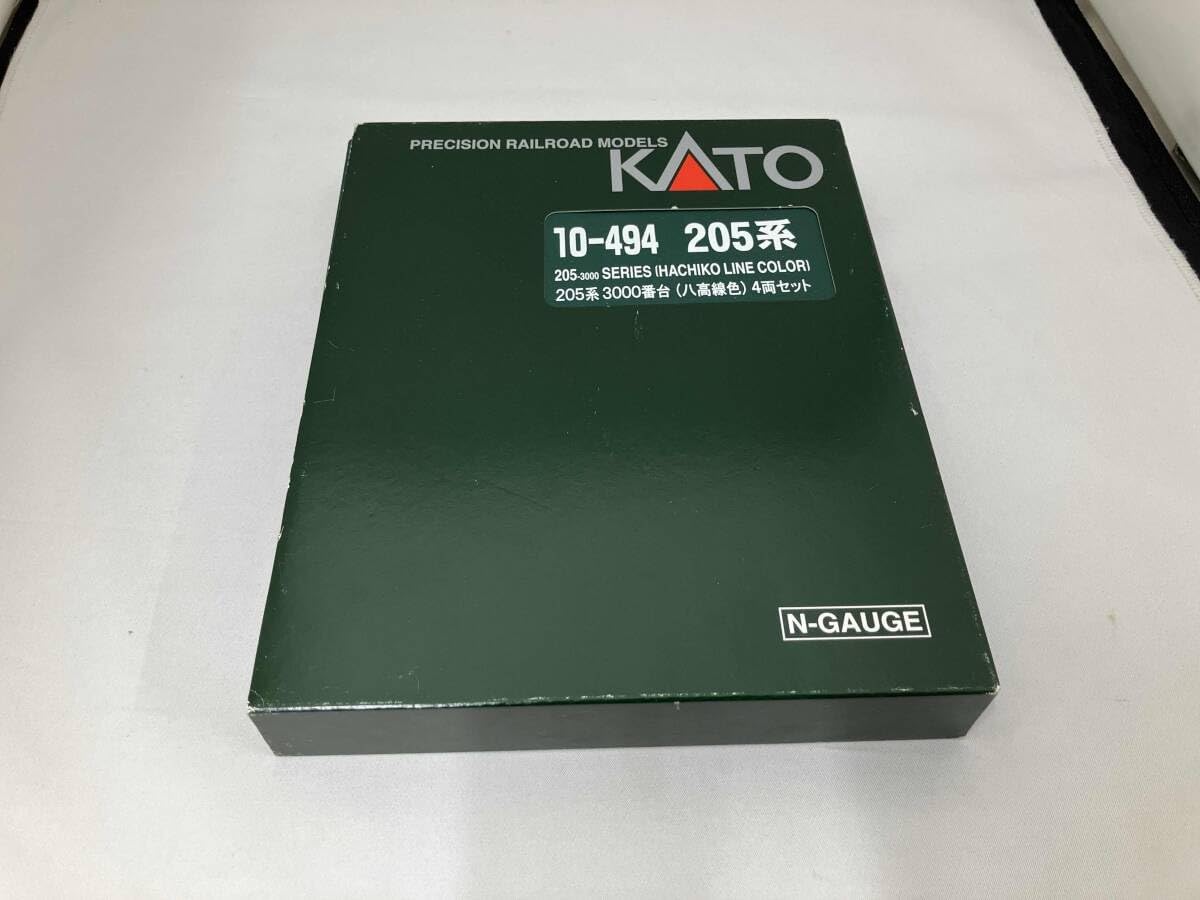 PRECISION RAILROAD MODELS
KATO
10-494 205系
205-3000 SERIES (HACHIKO LINE COLOR)
205系 3000番台 (八高線色) 4両セット
N-GAUGE